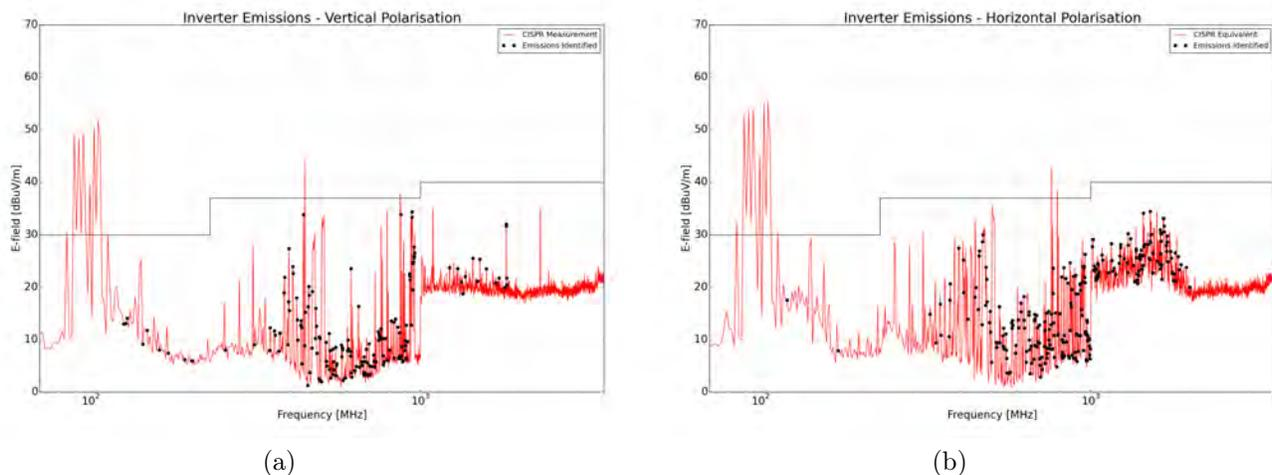 Inverter Emissions - Vertical Polarisation
CISPR Measurement
Emissions Identified
E-field [dBuV/m]
70
60
50
40
30
20
10
0
10²
10³
Frequency [MHz]
(a)
Inverter Emissions - Horizontal Polarisation
CISPR Equivalent
Emissions Identified
E-field [dBuV/m]
70
60
50
40
30
20
10
0
10²
10³
Frequency [MHz]
(b)